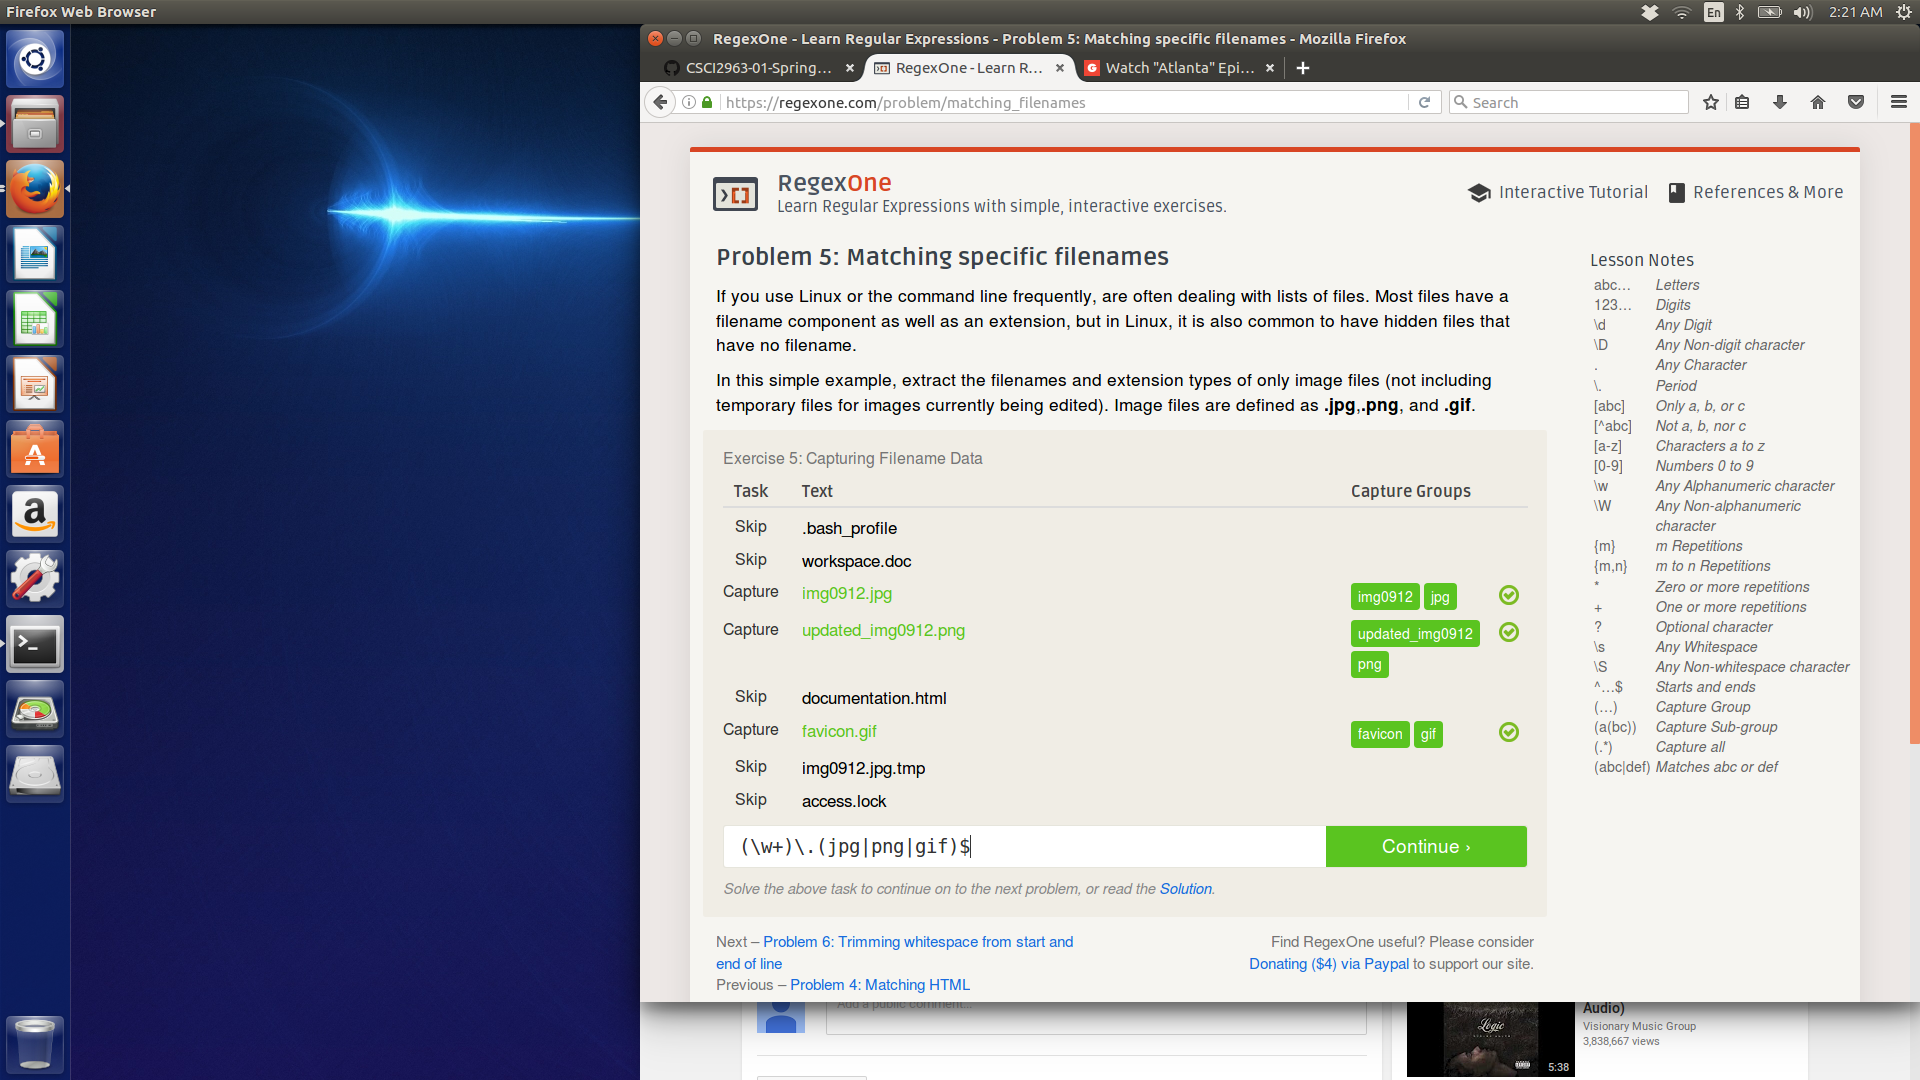 Firefox Web Browser
En
2:21 AM
RegexOne - Learn Regular Expressions - Problem 5: Matching specific filenames - Mozilla Firefox
CSCI2963-01-Spring...
RegexOne - Learn R...
Watch "Atlanta" Epi...
https://regexone.com/problem/matching_filenames
Search
RegexOne
Learn Regular Expressions with simple, interactive exercises.
Interactive Tutorial
References & More
Problem 5: Matching specific filenames
If you use Linux or the command line frequently, are often dealing with lists of files. Most files have a
filename component as well as an extension, but in Linux, it is also common to have hidden files that
have no filename.
In this simple example, extract the filenames and extension types of only image files (not including
temporary files for images currently being edited). Image files are defined as .jpg,.png, and .gif.
Exercise 5: Capturing Filename Data
Task Text Capture Groups
Skip .bash_profile
Skip workspace.doc
Capture img0912.jpg img0912 jpg
Capture updated_img0912.png updated_img0912
png
Skip documentation.html
Capture favicon.gif favicon gif
Skip img0912.jpg.tmp
Skip access.lock
(\w+)\.(jpg|png|gif)$
Continue ›
Solve the above task to continue on to the next problem, or read the Solution.
Next – Problem 6: Trimming whitespace from start and
end of line
Previous – Problem 4: Matching HTML
Find RegexOne useful? Please consider
Donating ($4) via Paypal to support our site.
Lesson Notes
abc… Letters
123… Digits
\d Any Digit
\D Any Non-digit character
. Any Character
\. Period
[abc] Only a, b, or c
[^abc] Not a, b, nor c
[a-z] Characters a to z
[0-9] Numbers 0 to 9
\w Any Alphanumeric character
\W Any Non-alphanumeric
character
{m} m Repetitions
{m,n} m to n Repetitions
* Zero or more repetitions
+ One or more repetitions
? Optional character
\s Any Whitespace
\S Any Non-whitespace character
^…$ Starts and ends
(…) Capture Group
(a(bc)) Capture Sub-group
(.*) Capture all
(abc|def) Matches abc or def
Add a public comment...
Logic
5:38
Audio)
Visionary Music Group
3,838,667 views